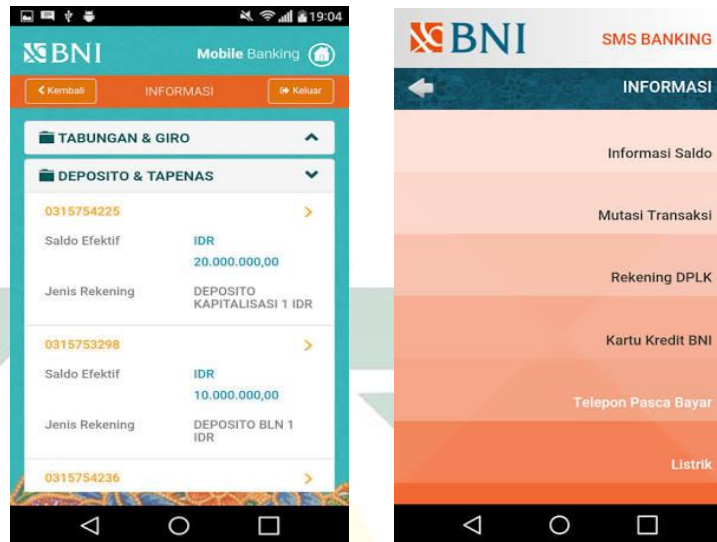 19:04
BNI Mobile Banking
Kembali INFORMASI Keluar
TABUNGAN & GIRO
DEPOSITO & TAPENAS
0315754225
Saldo Efektif IDR
20.000.000,00
Jenis Rekening DEPOSITO
KAPITALISASI 1 IDR
0315753298
Saldo Efektif IDR
10.000.000,00
Jenis Rekening DEPOSITO BLN 1
IDR
0315754236
BNI SMS BANKING
INFORMASI
Informasi Saldo
Mutasi Transaksi
Rekening DPLK
Kartu Kredit BNI
Telepon Pasca Bayar
Listrik